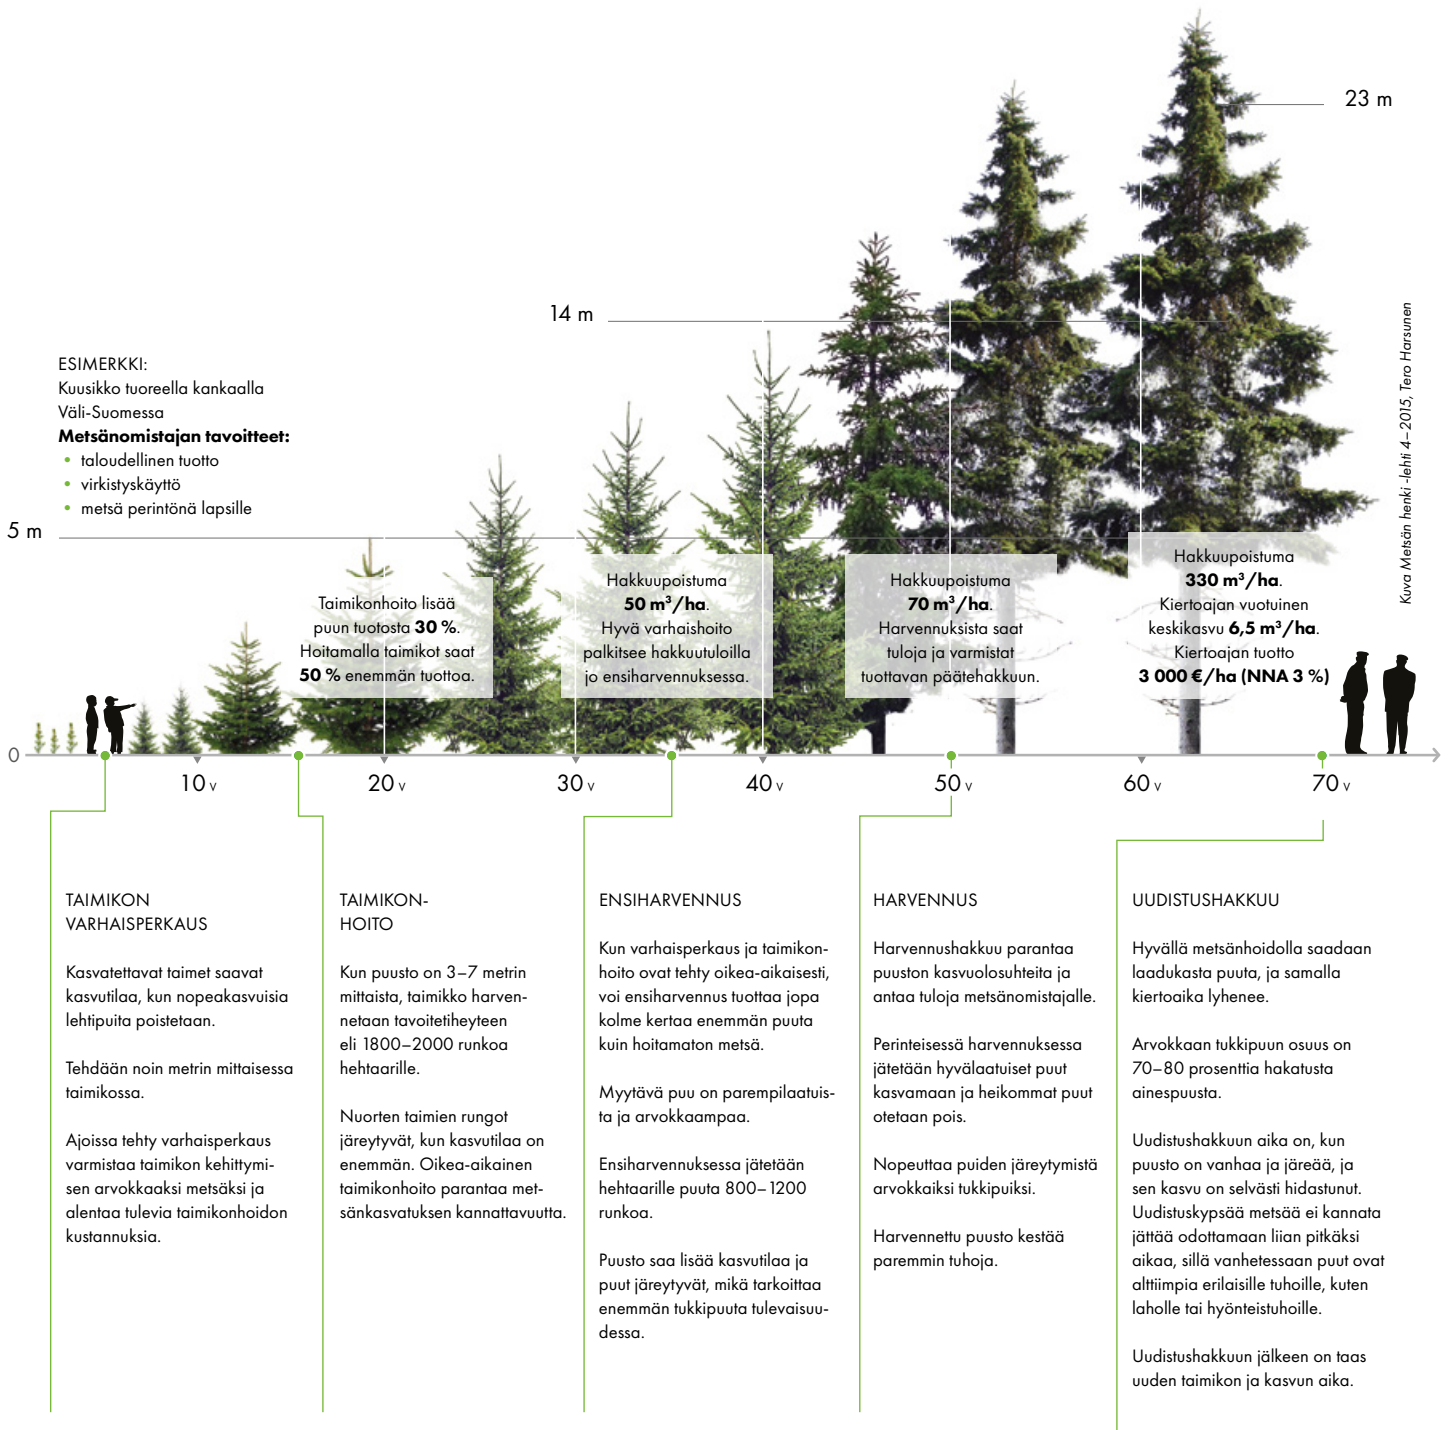 23 m
14 m
ESIMERKKI:
Kuusikko tuoreella kankaalla
Väli-Suomessa
Metsänomistajan tavoitteet:
• taloudellinen tuotto
• virkistyskäyttö
• metsä perintönä lapsille
5 m
Kuva Metsän henki -lehti 4–2015, Tero Harsunen
Taimikonhoito lisää
puun tuotosta 30 %.
Hoitamalla taimikot saat
50 % enemmän tuottoa.
Hakkuupoistuma
50 m³/ha.
Hyvä varhaishoito
palkitsee hakkuutuloilla
jo ensiharvennuksessa.
Hakkuupoistuma
70 m³/ha.
Harvennuksista saat
tuloja ja varmistat
tuottavan päätehakkuun.
Hakkuupoistuma
330 m³/ha.
Kiertoajan vuotuinen
keskikasvu 6,5 m³/ha.
Kiertoajan tuotto
3 000 €/ha (NNA 3 %)
0
10 v 20 v 30 v 40 v 50 v 60 v 70 v
TAIMIKON
VARHAISPERKAUS
Kasvatettavat taimet saavat
kasvutilaa, kun nopeakasvuisia
lehtipuita poistetaan.
Tehdään noin metrin mittaisessa
taimikossa.
Ajoissa tehty varhaisperkaus
varmistaa taimikon kehittymi-
sen arvokkaaksi metsäksi ja
alentaa tulevia taimikonhoidon
kustannuksia.
TAIMIKON-
HOITO
Kun puusto on 3–7 metrin
mittaista, taimikko harven-
netaan tavoitetiheyteen
eli 1800–2000 runkoa
hehtaarille.
Nuorten taimien rungot
järeytyvät, kun kasvutilaa on
enemmän. Oikea-aikainen
taimikonhoito parantaa met-
sänkasvatuksen kannattavuutta.
ENSIHARVENNUS
Kun varhaisperkaus ja taimikon-
hoito ovat tehty oikea-aikaisesti,
voi ensiharvennus tuottaa jopa
kolme kertaa enemmän puuta
kuin hoitamaton metsä.
Myytävä puu on parempilaatuis-
ta ja arvokkaampaa.
Ensiharvennuksessa jätetään
hehtaarille puuta 800–1200
runkoa.
Puusto saa lisää kasvutilaa ja
puut järeytyvät, mikä tarkoittaa
enemmän tukkipuuta tulevaisuu-
dessa.
HARVENNUS
Harvennushakkuu parantaa
puuston kasvuolosuhteita ja
antaa tuloja metsänomistajalle.
Perinteisessä harvennuksessa
jätetään hyvälaatuiset puut
kasvamaan ja heikommat puut
otetaan pois.
Nopeuttaa puiden järeytymistä
arvokkaiksi tukkipuiksi.
Harvennettu puusto kestää
paremmin tuhoja.
UUDISTUSHAKKUU
Hyvällä metsänhoidolla saadaan
laadukasta puuta, ja samalla
kiertoaika lyhenee.
Arvokkaan tukkipuun osuus on
70–80 prosenttia hakatusta
ainespuusta.
Uudistushakkuun aika on, kun
puusto on vanhaa ja järeää, ja
sen kasvu on selvästi hidastunut.
Uudistuskypsää metsää ei kannata
jättää odottamaan liian pitkäksi
aikaa, sillä vanhetessaan puut ovat
alttiimpia erilaisille tuhoille, kuten
laholle tai hyönteistuhoille.
Uudistushakkuun jälkeen on taas
uuden taimikon ja kasvun aika.